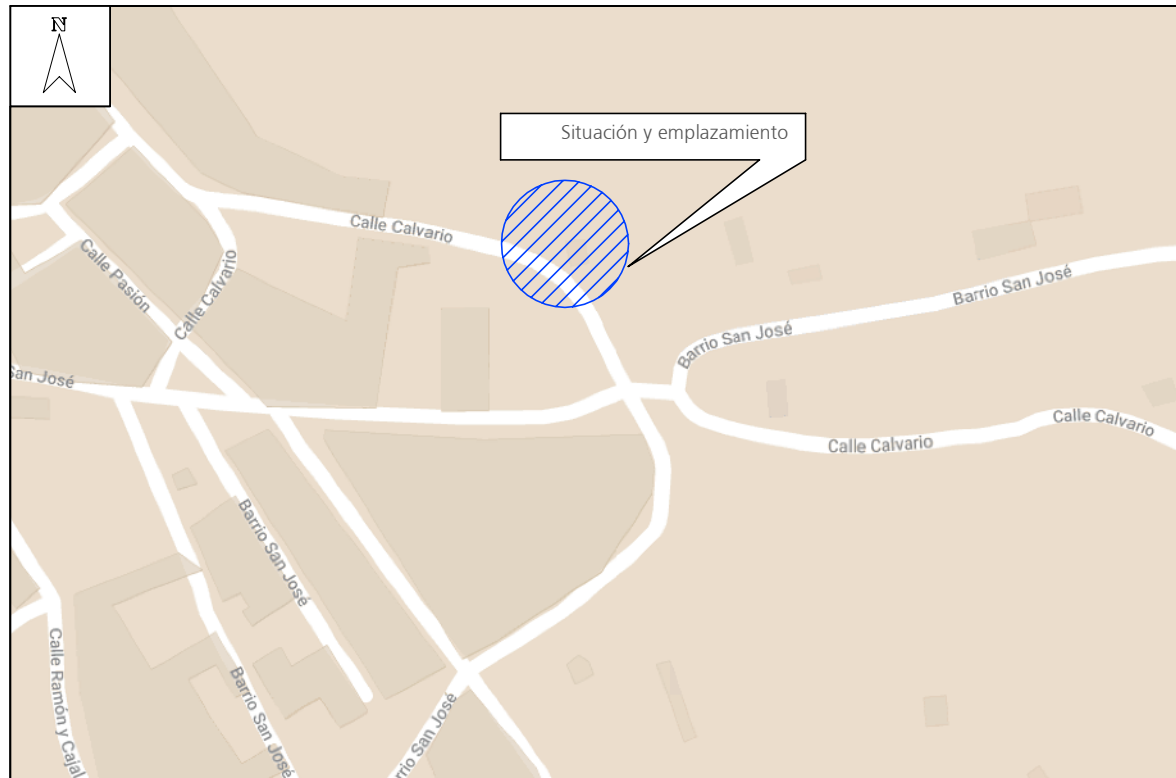 N
Situación y emplazamiento
Calle Calvario
Calle Pasión
Calle Calvario
Barrio San José
Barrio San José
San José
Calle Calvario
Calle Calvario
Barrio San José
Calle Ramón y Cajal
Barrio San José
rrio San José